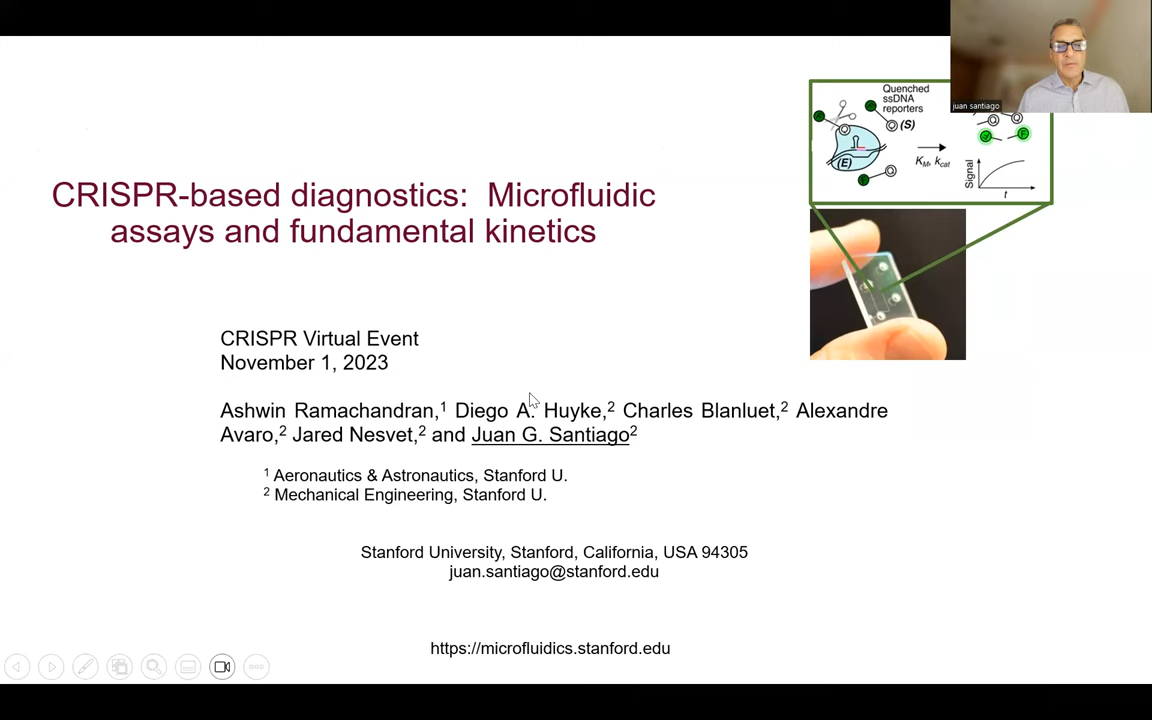 juan santiago
Quenched
ssDNA
reporters
(S)
(E)
Q
F
KM, kcat
F
Signal
t
CRISPR-based diagnostics: Microfluidic
assays and fundamental kinetics
CRISPR Virtual Event
November 1, 2023
Ashwin Ramachandran,¹ Diego A. Huyke,² Charles Blanluet,² Alexandre
Avaro,² Jared Nesvet,² and Juan G. Santiago²
¹ Aeronautics & Astronautics, Stanford U.
² Mechanical Engineering, Stanford U.
Stanford University, Stanford, California, USA 94305
juan.santiago@stanford.edu
https://microfluidics.stanford.edu